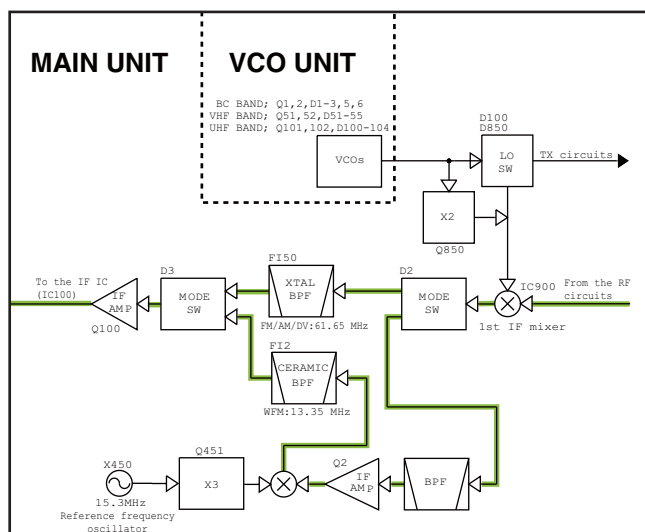 MAIN UNIT
VCO UNIT
BC BAND; Q1,2,D1-3,5,6
VHF BAND; Q51,52,D51-55
UHF BAND; Q101,102,D100-104
VCOs
D100
D850
LO
SW
TX circuits
X2
Q850
To the IF IC
(IC100)
IF
AMP
Q100
D3
MODE
SW
FI50
XTAL
BPF
FM/AM/DV:61.65 MHz
D2
MODE
SW
IC900
1st IF mixer
From the RF
circuits
FI2
CERAMIC
BPF
WFM:13.35 MHz
X450
15.3MHz
Reference frequency
oscillator
Q451
X3
Q2
IF
AMP
BPF